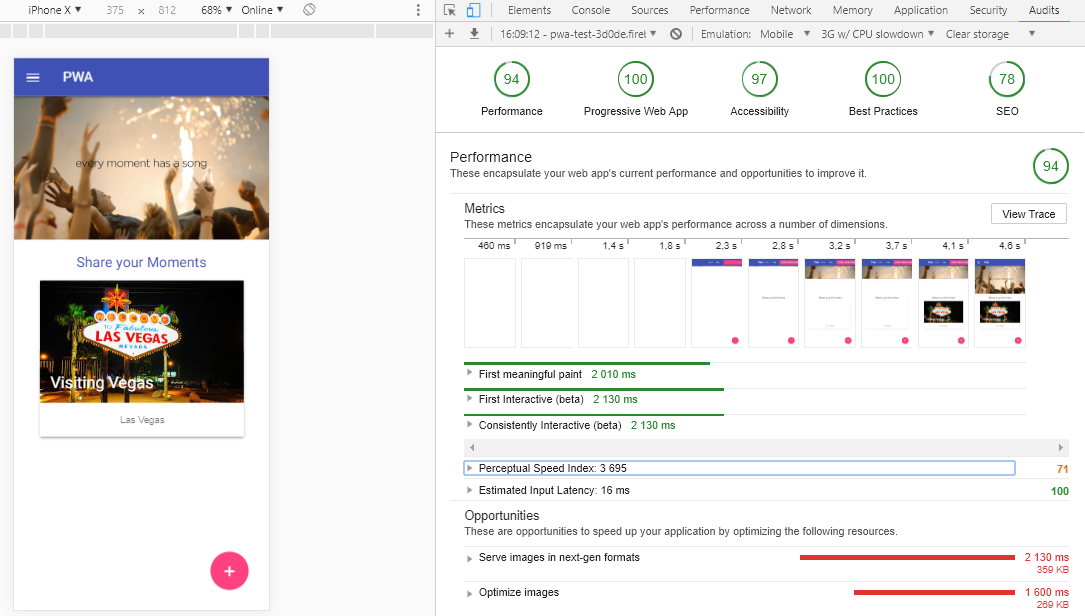 iPhone X ▼ 375 x 812 68% ▼ Online ▼
PWA
every moment has a song
Share your Moments
TO Fabulous
LAS VEGAS
NEVADA
Visiting Vegas
Las Vegas
+
Elements Console Sources Performance Network Memory Application Security Audits
16:09:12 - pwa-test-3d0de.firel ▼ Emulation: Mobile ▼ 3G w/ CPU slowdown ▼ Clear storage ▼
94 100 97 100 78
Performance Progressive Web App Accessibility Best Practices SEO
Performance
These encapsulate your web app's current performance and opportunities to improve it.
94
Metrics
These metrics encapsulate your web app's performance across a number of dimensions.
View Trace
460 ms 919 ms 1,4 s 1,8 s 2,3 s 2,8 s 3,2 s 3,7 s 4,1 s 4,6 s
First meaningful paint 2 010 ms
First Interactive (beta) 2 130 ms
Consistently Interactive (beta) 2 130 ms
Perceptual Speed Index: 3 695 71
Estimated Input Latency: 16 ms 100
Opportunities
These are opportunities to speed up your application by optimizing the following resources.
Serve images in next-gen formats 2 130 ms
359 KB
Optimize images 1 600 ms
269 KB